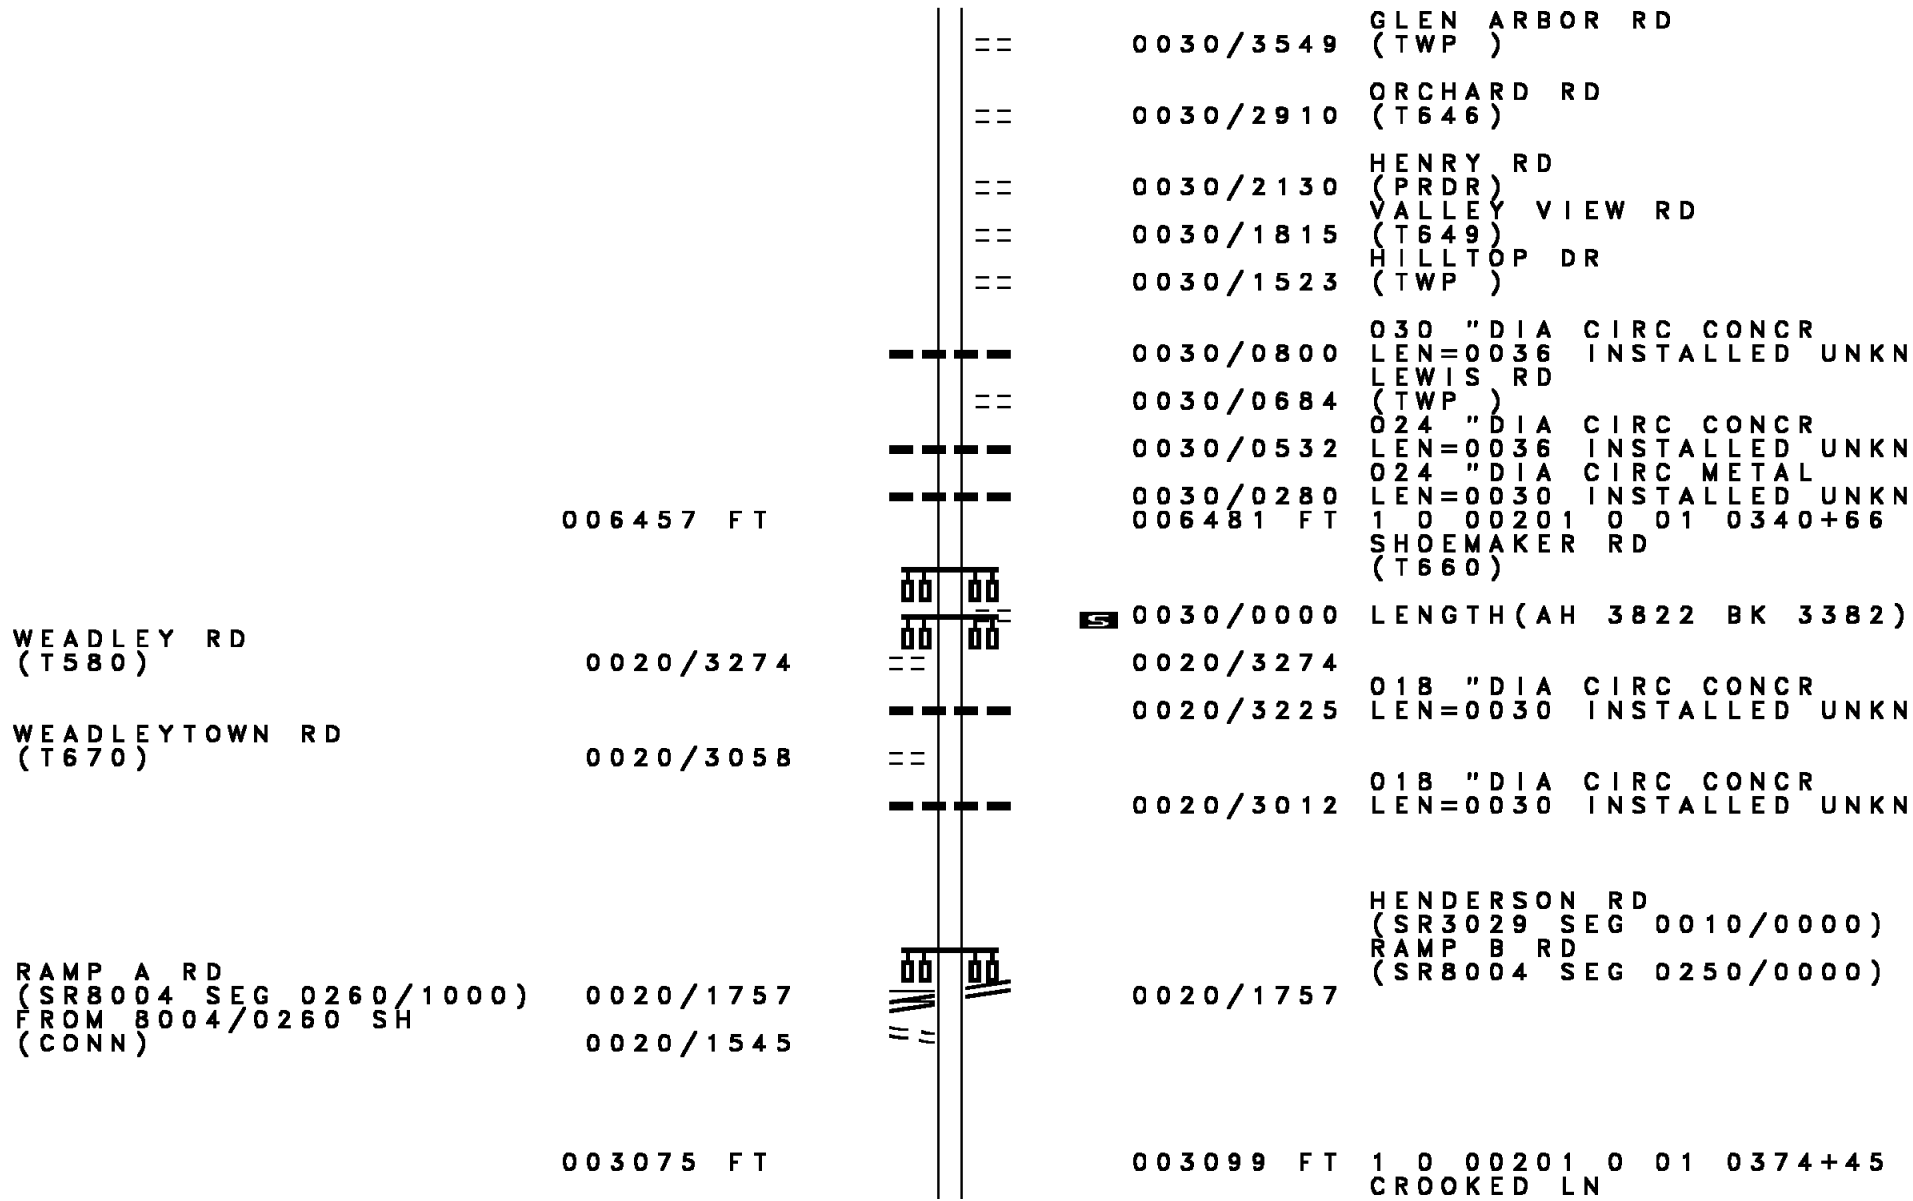 GLEN ARBOR RD
0030/3549 (TWP )
ORCHARD RD
0030/2910 (T646)
HENRY RD
0030/2130 (PRDR)
VALLEY VIEW RD
0030/1815 (T649)
HILLTOP DR
0030/1523 (TWP )
030 "DIA CIRC CONCR
0030/0800 LEN=0036 INSTALLED UNKN
LEWIS RD
0030/0684 (TWP )
024 "DIA CIRC CONCR
0030/0532 LEN=0036 INSTALLED UNKN
024 "DIA CIRC METAL
0030/0280 LEN=0030 INSTALLED UNKN
006457 FT 006481 FT 1 0 00201 0 01 0340+66
SHOEMAKER RD
(T660)
S 0030/0000 LENGTH(AH 3822 BK 3382)
WEADLEY RD
(T580) 0020/3274 0020/3274
018 "DIA CIRC CONCR
0020/3225 LEN=0030 INSTALLED UNKN
WEADLEYTOWN RD
(T670) 0020/3058
018 "DIA CIRC CONCR
0020/3012 LEN=0030 INSTALLED UNKN
HENDERSON RD
(SR3029 SEG 0010/0000)
RAMP B RD
RAMP A RD (SR8004 SEG 0250/0000)
(SR8004 SEG 0260/1000) 0020/1757 0020/1757
FROM 8004/0260 SH
(CONN) 0020/1545
003075 FT 003099 FT 1 0 00201 0 01 0374+45
CROOKED LN